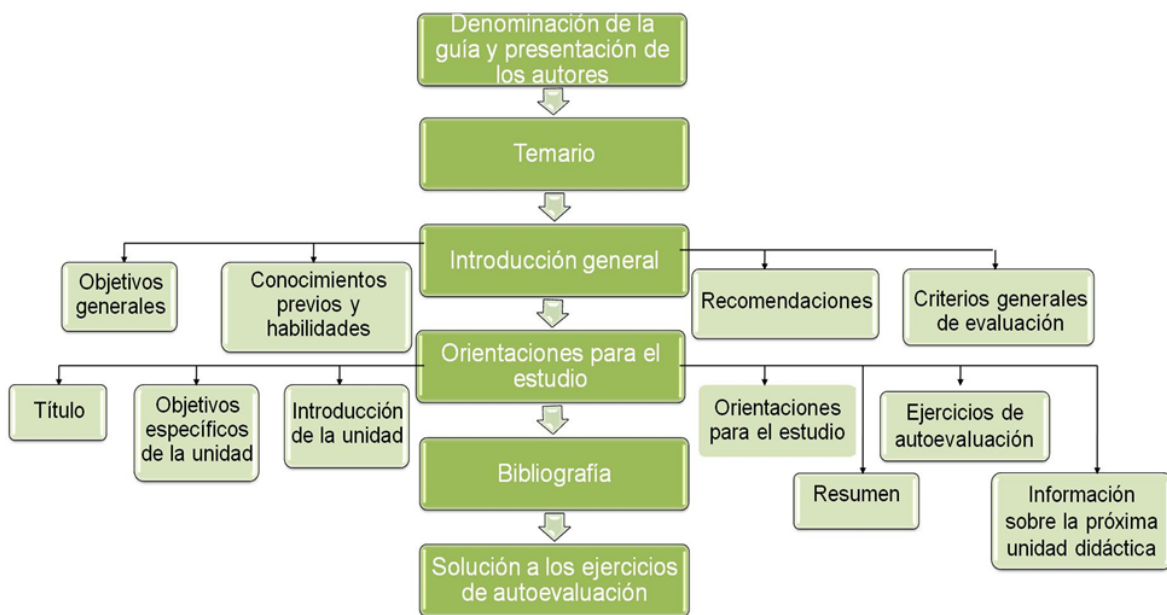 Denominación de la
guía y presentación de
los autores
Temario
Introducción general
Objetivos
generales
Conocimientos
previos y
habilidades
Recomendaciones
Criterios generales
de evaluación
Orientaciones para el
estudio
Título
Objetivos
específicos
de la unidad
Introducción
de la unidad
Orientaciones
para el estudio
Ejercicios de
autoevaluación
Resumen
Información
sobre la próxima
unidad didáctica
Bibliografía
Solución a los ejercicios
de autoevaluación